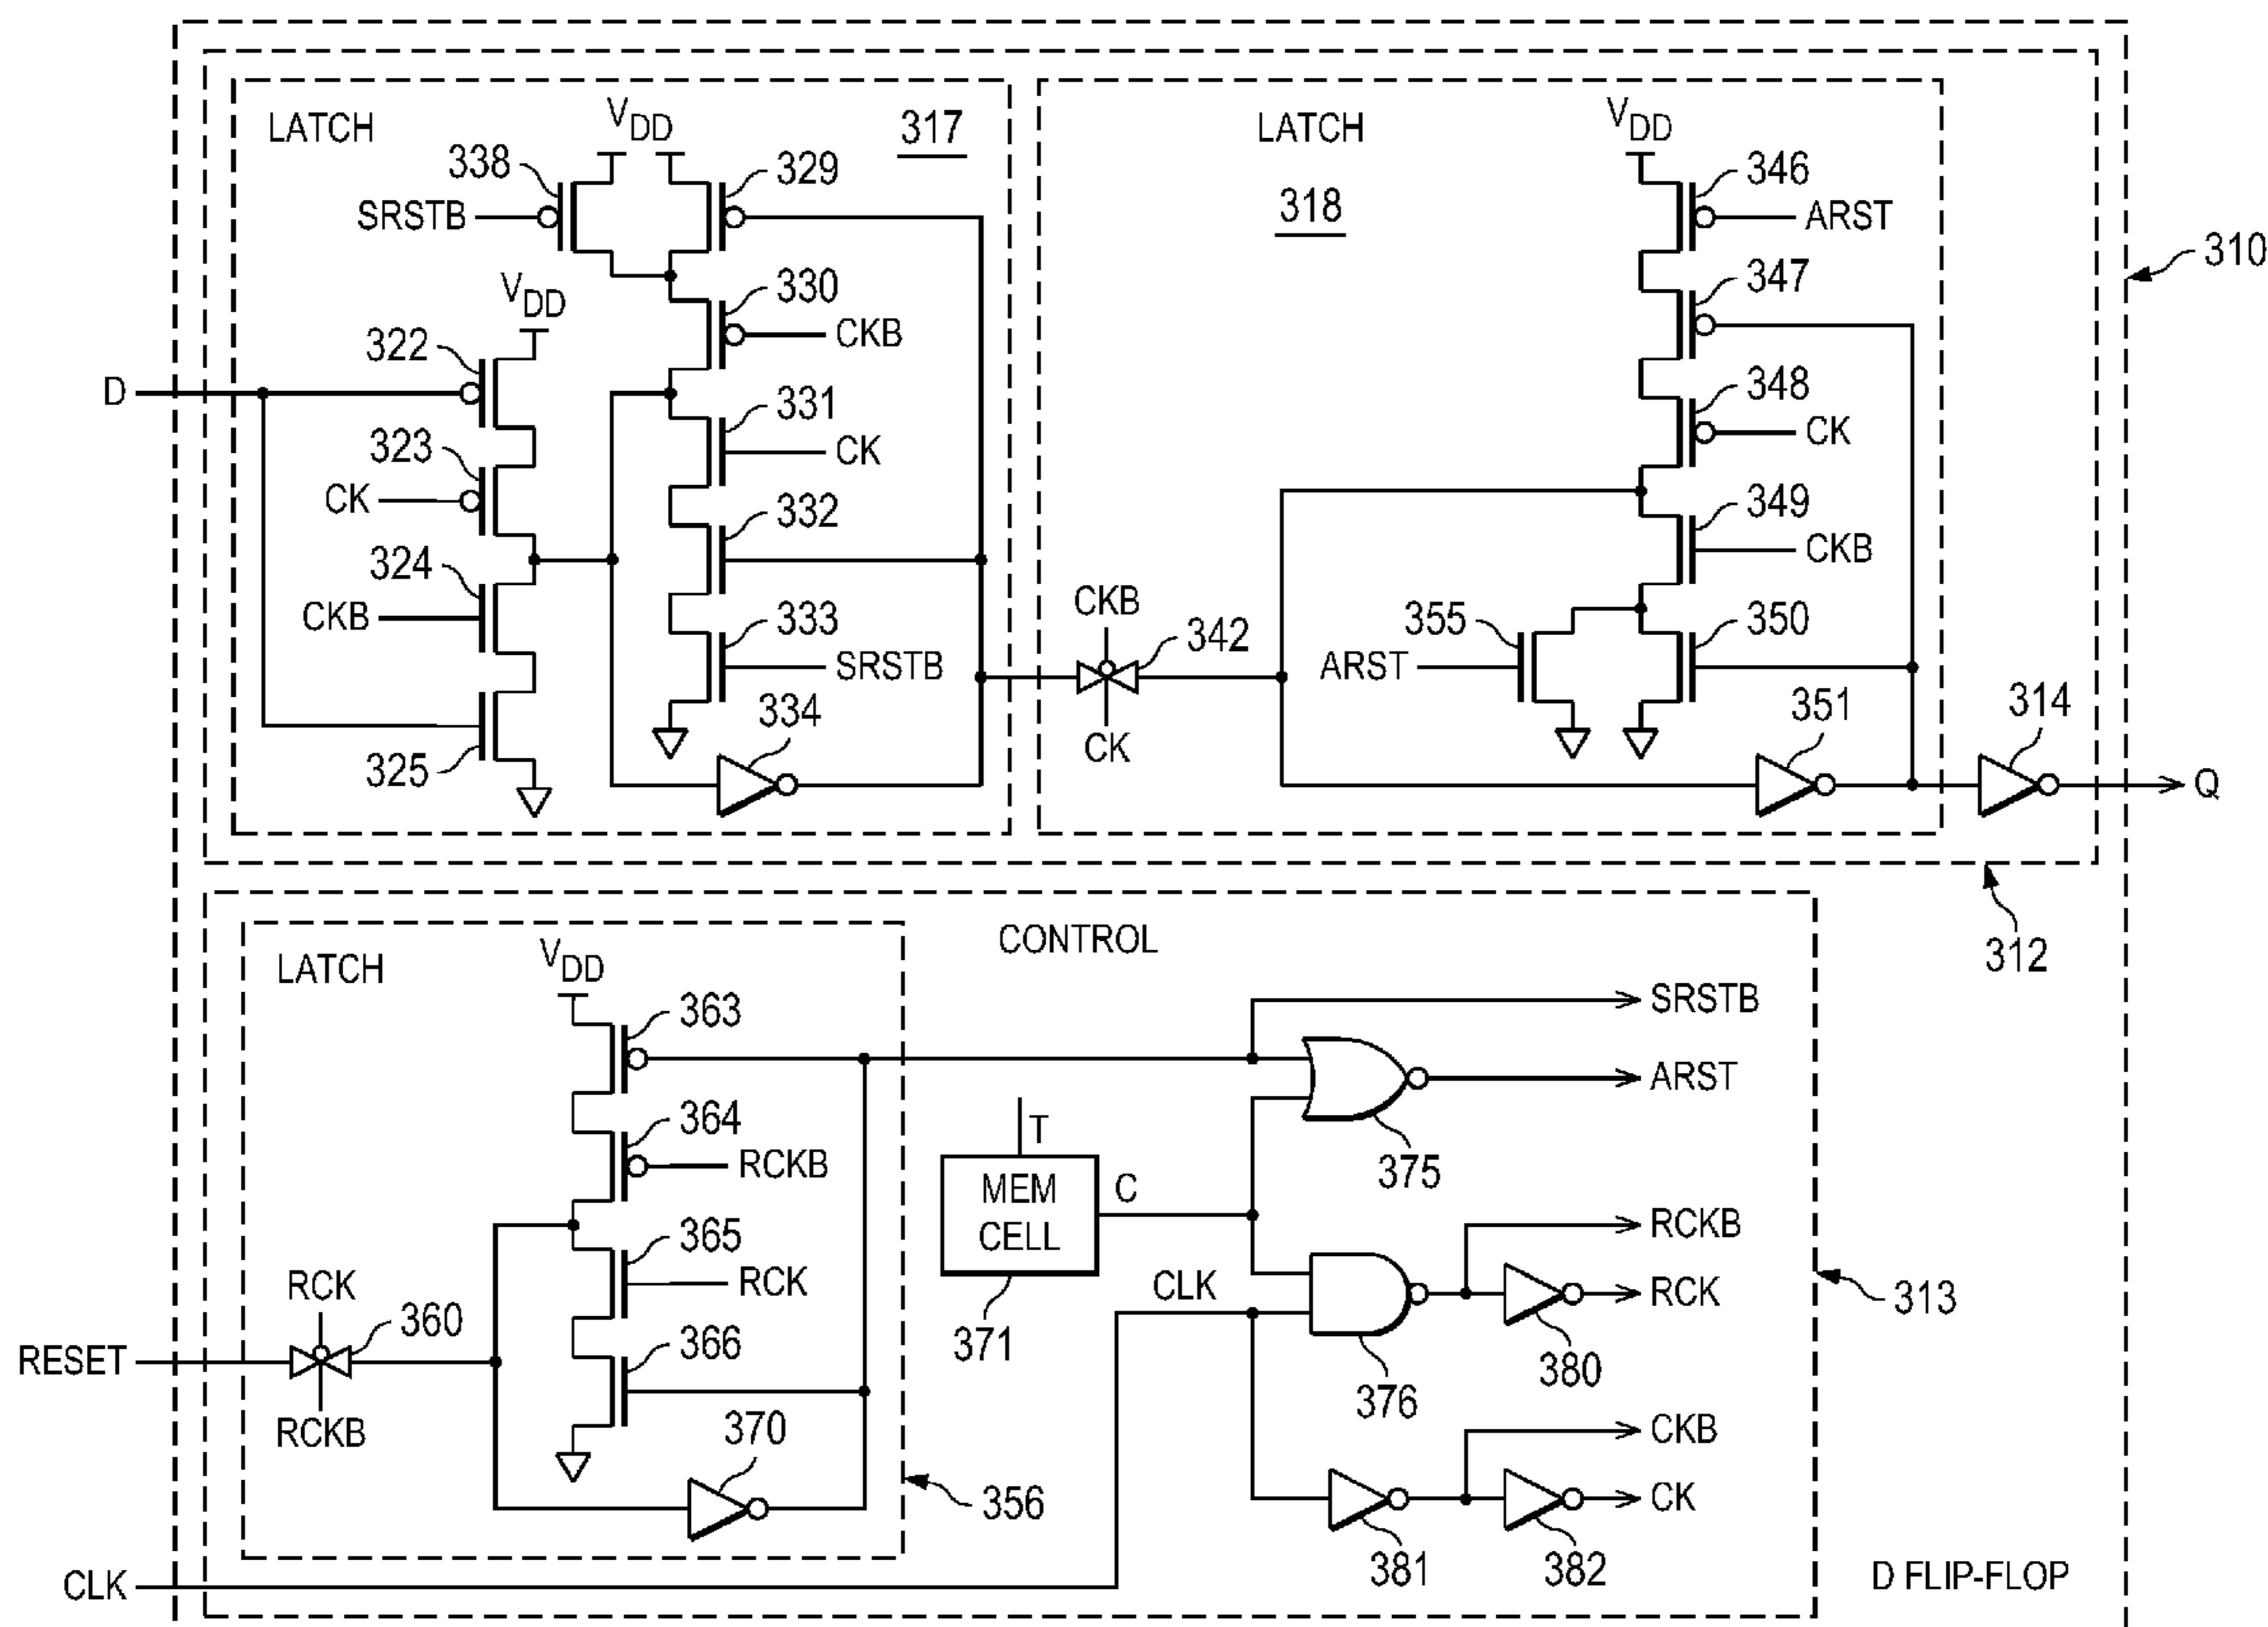 LATCH
VDD
317
338
329
SRSTB
330
VDD
CKB
322
D
331
323
CK
CK
332
324
CKB
333
SRSTB
334
325
LATCH
318
VDD
346
ARST
347
348
CK
349
CKB
CKB
342
355
350
ARST
CK
351
314
Q
310
312
LATCH
VDD
363
364
RCKB
365
RCK
RCK
360
366
RESET
RCKB
370
356
CLK
CONTROL
SRSTB
ARST
T
MEM
CELL
C
375
371
CLK
RCKB
RCK
376
380
313
CKB
CK
381
382
D FLIP-FLOP